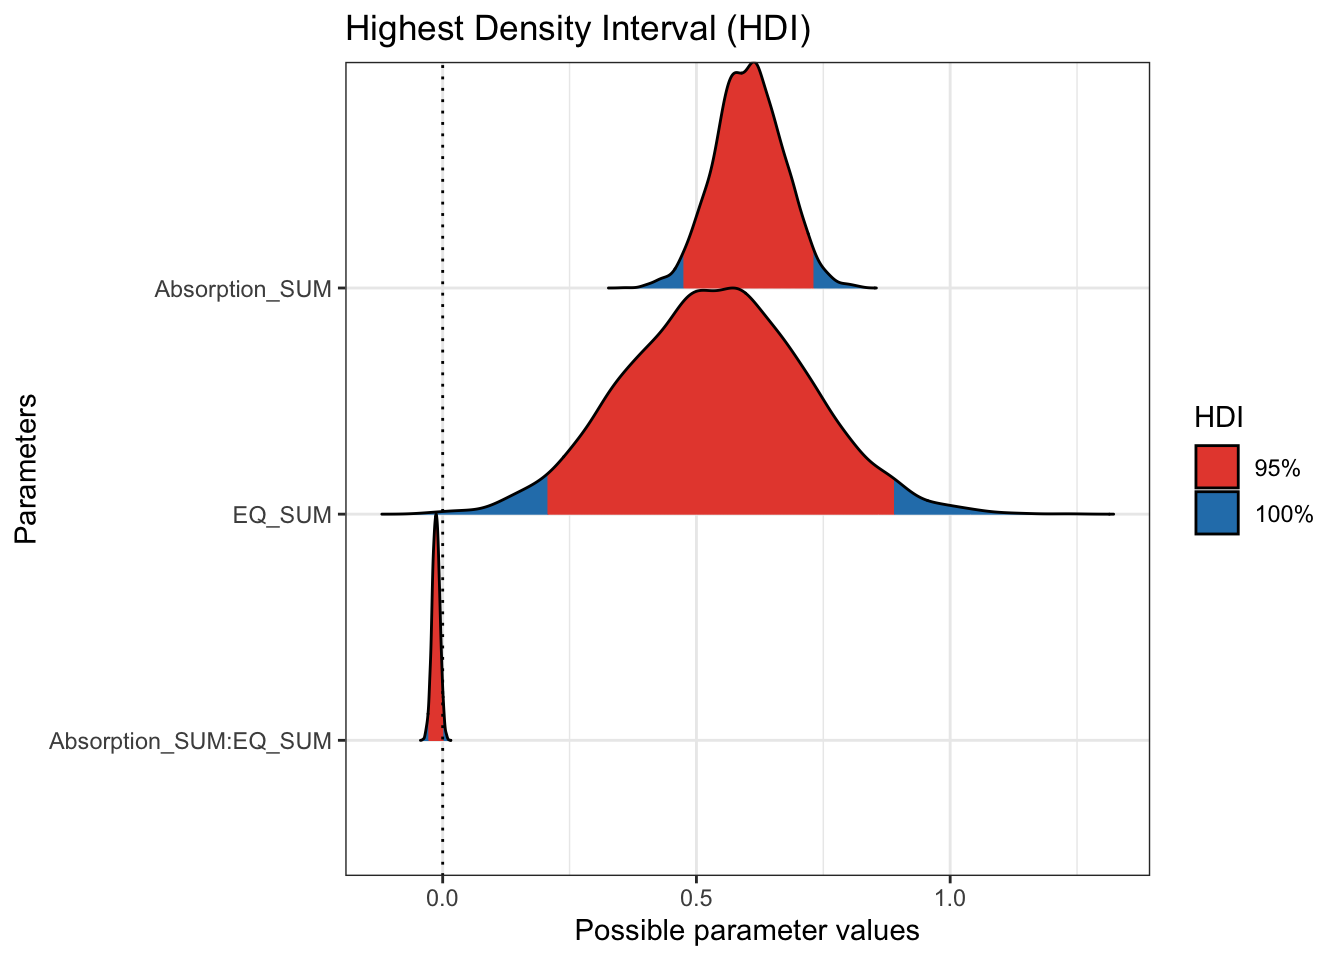 Highest Density Interval (HDI)
Absorption_SUM
EQ_SUM
Absorption_SUM:EQ_SUM
Parameters
0.0
0.5
1.0
Possible parameter values
HDI
95%
100%